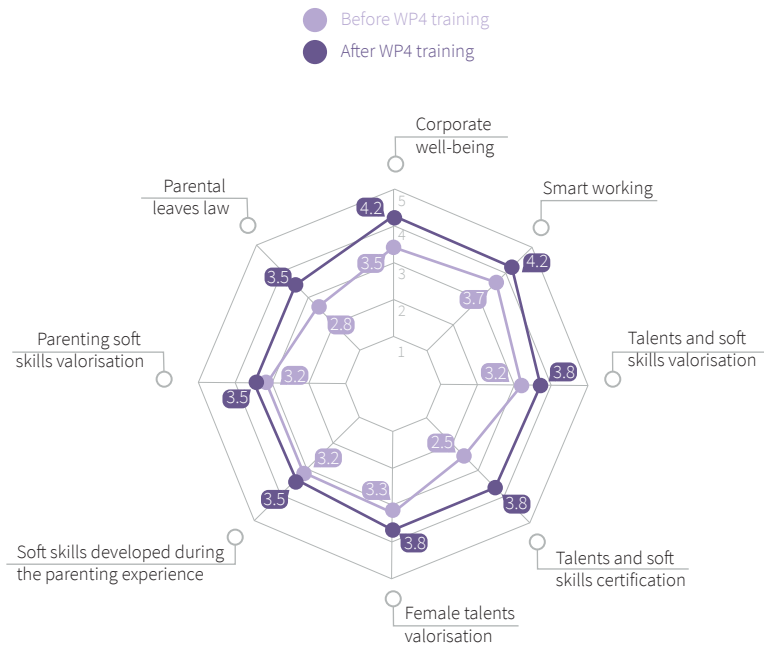 Before WP4 training
After WP4 training
Corporate
well-being
Parental
leaves law
Smart working
5
4.2
4
3.5
3
4.2
3.5
3.7
2.8
2
1
Parenting soft
skills valorisation
Talents and soft
skills valorisation
3.2
3.5
3.2
3.8
2.5
3.2
3.3
3.5
3.8
3.8
Soft skills developed during
the parenting experience
Talents and soft
skills certification
Female talents
valorisation